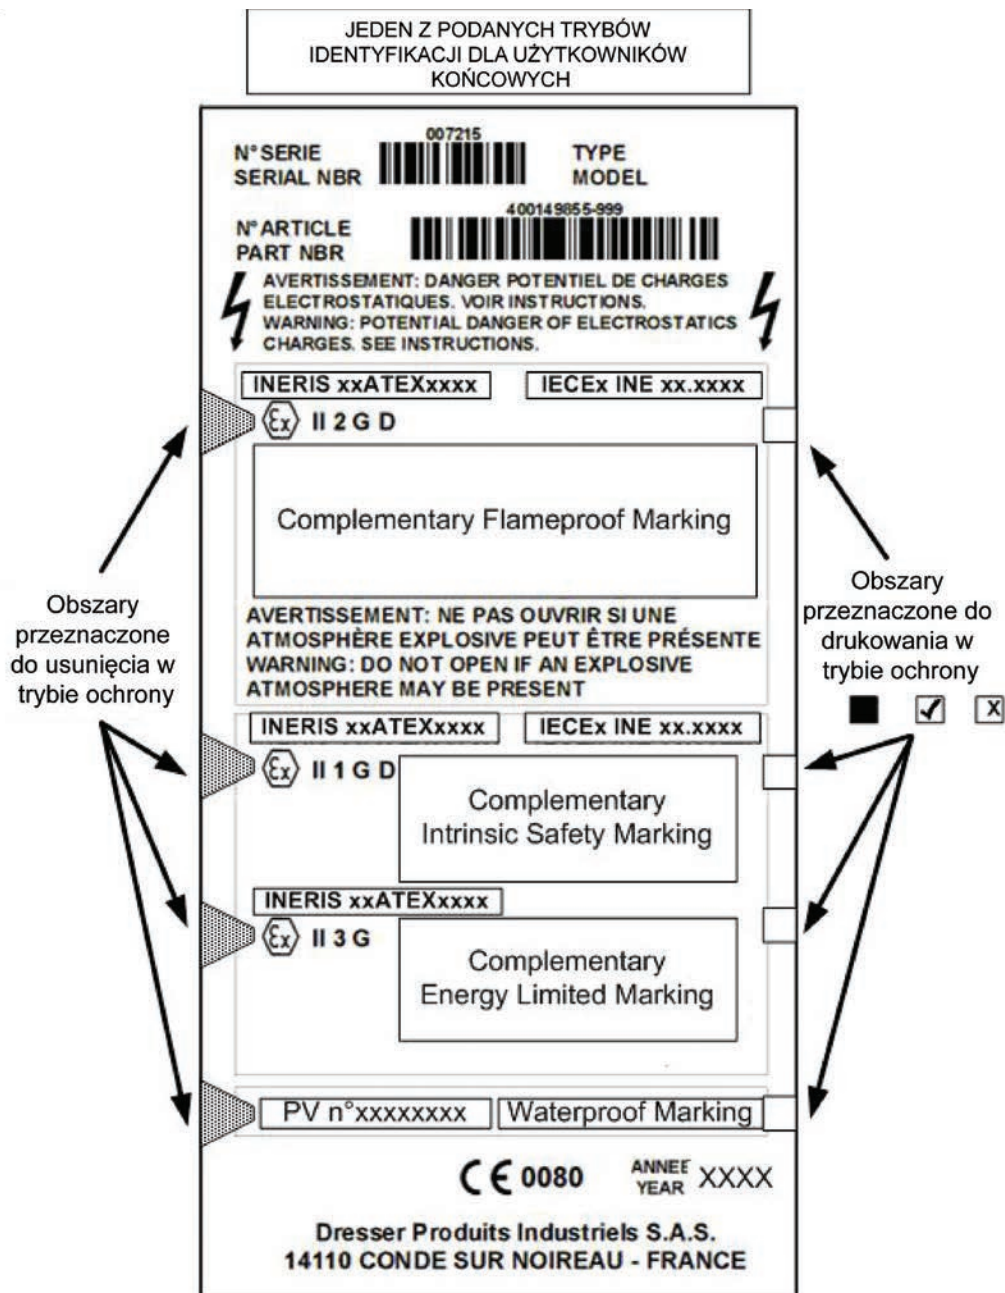 JEDEN Z PODANYCH TRYBÓW
IDENTYFIKACJI DLA UŻYTKOWNIKÓW
KOŃCOWYCH
007215
N° SERIE
SERIAL NBR
TYPE
MODEL
400149855-999
N° ARTICLE
PART NBR
AVERTISSEMENT: DANGER POTENTIEL DE CHARGES
ELECTROSTATIQUES. VOIR INSTRUCTIONS.
WARNING: POTENTIAL DANGER OF ELECTROSTATICS
CHARGES. SEE INSTRUCTIONS.
INERIS xxATEXxxxx
IECEx INE xx.xxxx
Ex II 2 G D
Complementary Flameproof Marking
AVERTISSEMENT: NE PAS OUVRIR SI UNE
ATMOSPHÈRE EXPLOSIVE PEUT ÊTRE PRÉSENTE
WARNING: DO NOT OPEN IF AN EXPLOSIVE
ATMOSPHERE MAY BE PRESENT
Obszary
przeznaczone
do usunięcia w
trybie ochrony
Obszary
przeznaczone do
drukowania w
trybie ochrony
X
INERIS xxATEXxxxx
IECEx INE xx.xxxx
Ex II 1 G D
Complementary
Intrinsic Safety Marking
INERIS xxATEXxxxx
Ex II 3 G
Complementary
Energy Limited Marking
PV n°xxxxxxxx
Waterproof Marking
CE 0080
ANNEE
YEAR
XXXX
Dresser Produits Industriels S.A.S.
14110 CONDE SUR NOIREAU - FRANCE